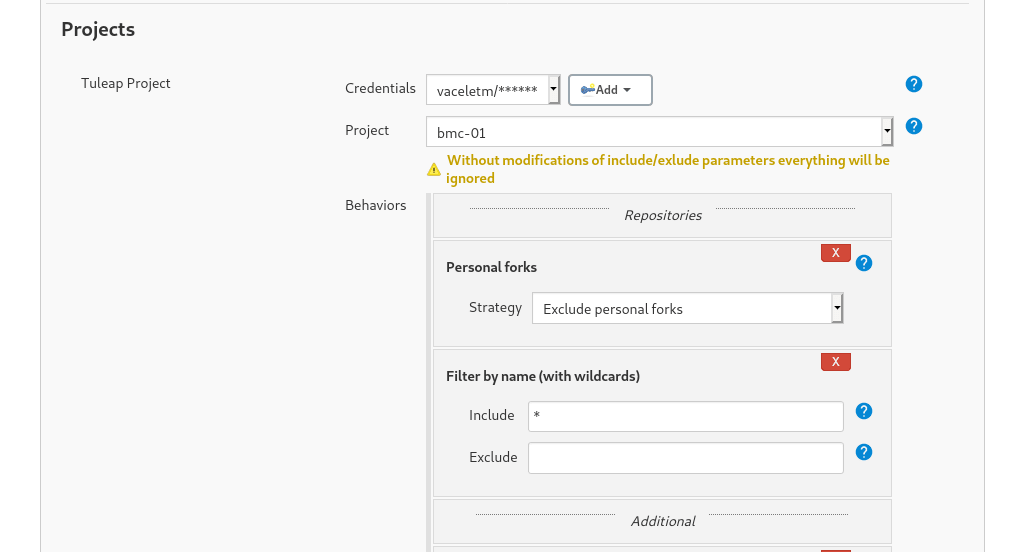 Projects
Tuleap Project
Credentials
vaceletm/******
Add
?
Project
bmc-01
?
Without modifications of include/exlude parameters everything will be
ignored
Behaviors
Repositories
X
?
Personal forks
Strategy
Exclude personal forks
X
Filter by name (with wildcards)
Include
*
?
Exclude
?
Additional